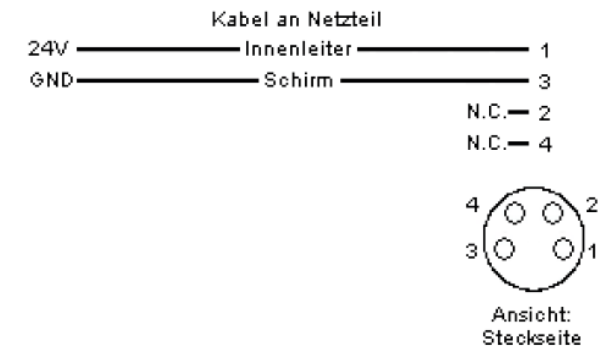 Kabel an Netzteil
24V Innenleiter 1
GND Schirm 3
N.C. 2
N.C. 4
4 2
3 1
Ansicht:
Steckseite